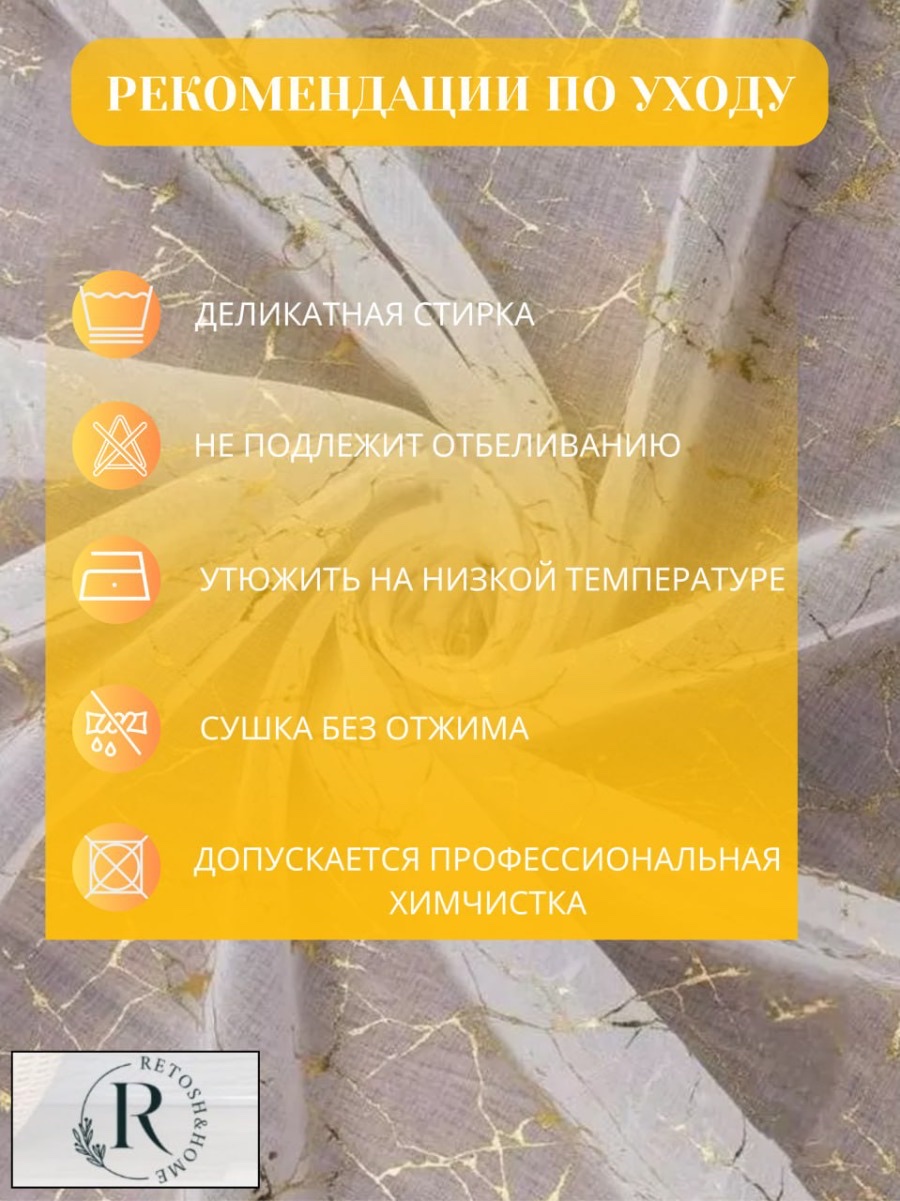 РЕКОМЕНДАЦИИ ПО УХОДУ
ДЕЛИКАТНАЯ СТИРКА
НЕ ПОДЛЕЖИТ ОТБЕЛИВАНИЮ
УТЮЖИТЬ НА НИЗКОЙ ТЕМПЕРАТУРЕ
СУШКА БЕЗ ОТЖИМА
ДОПУСКАЕТСЯ ПРОФЕССИОНАЛЬНАЯ
ХИМЧИСТКА
R
RETOSH&HOME